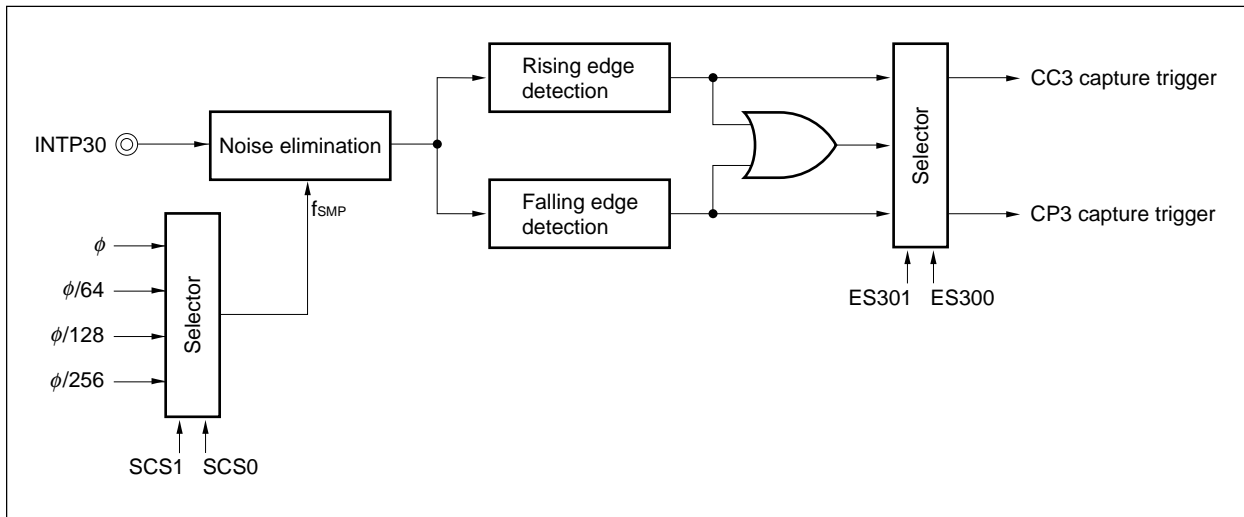 Rising edge
detection
CC3 capture trigger
INTP30
Noise elimination
Selector
Falling edge
detection
CP3 capture trigger
fSMP
ϕ
ϕ/64
ϕ/128
ϕ/256
Selector
ES301 ES300
SCS1 SCS0